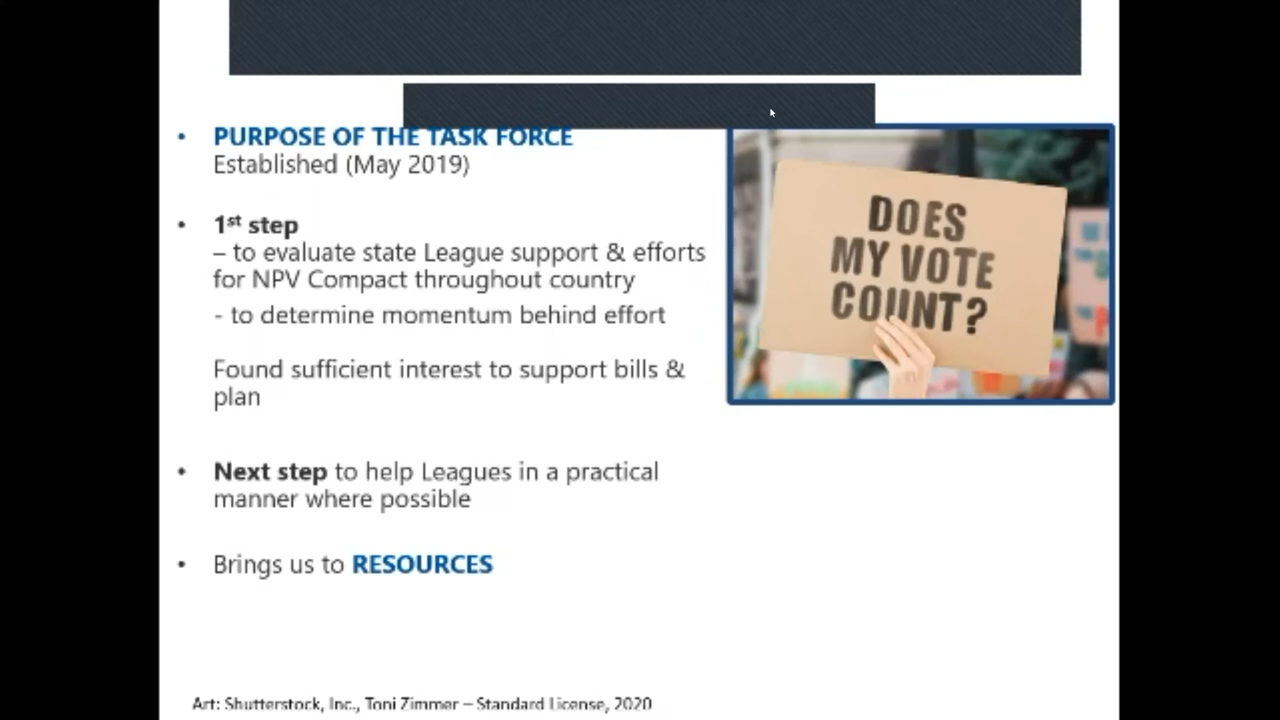 • PURPOSE OF THE TASK FORCE
Established (May 2019)
• 1st step
– to evaluate state League support & efforts
for NPV Compact throughout country
- to determine momentum behind effort
Found sufficient interest to support bills &
plan
• Next step to help Leagues in a practical
manner where possible
• Brings us to RESOURCES
DOES
MY VOTE
COUNT?
Art: Shutterstock, Inc., Toni Zimmer – Standard License, 2020